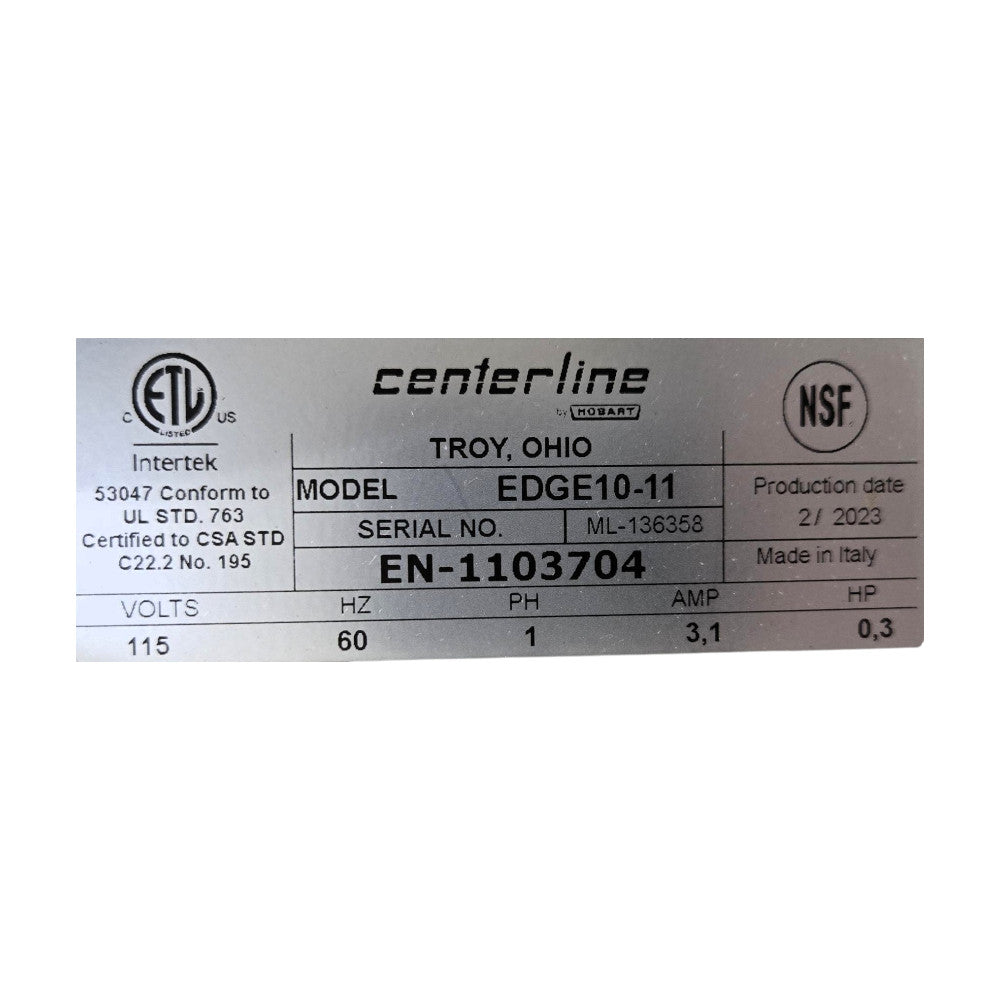 C ETL US
LISTED
Intertek
53047 Conform to
UL STD. 763
Certified to CSA STD
C22.2 No. 195
centerline
by HOBART
TROY, OHIO
MODEL EDGE10-11
SERIAL NO. ML-136358
EN-1103704
NSF
Production date
2/ 2023
Made in Italy
VOLTS HZ PH AMP HP
115 60 1 3,1 0,3